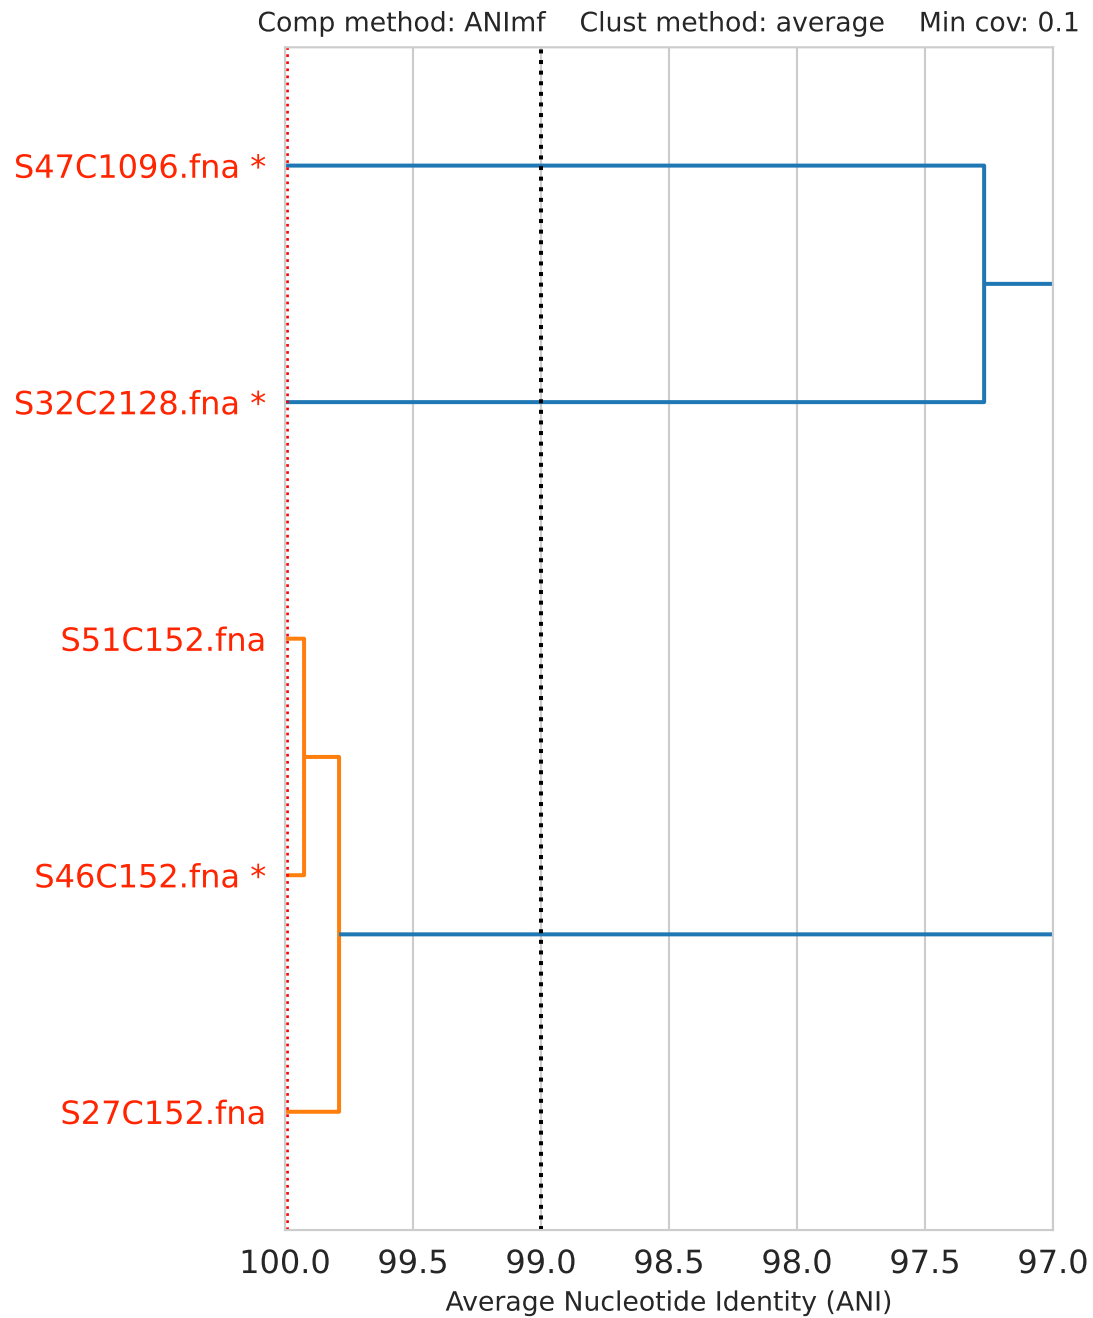 Comp method: ANImf    Clust method: average    Min cov: 0.1
S47C1096.fna *
S32C2128.fna *
S51C152.fna
S46C152.fna *
S27C152.fna
100.0 99.5 99.0 98.5 98.0 97.5 97.0
Average Nucleotide Identity (ANI)